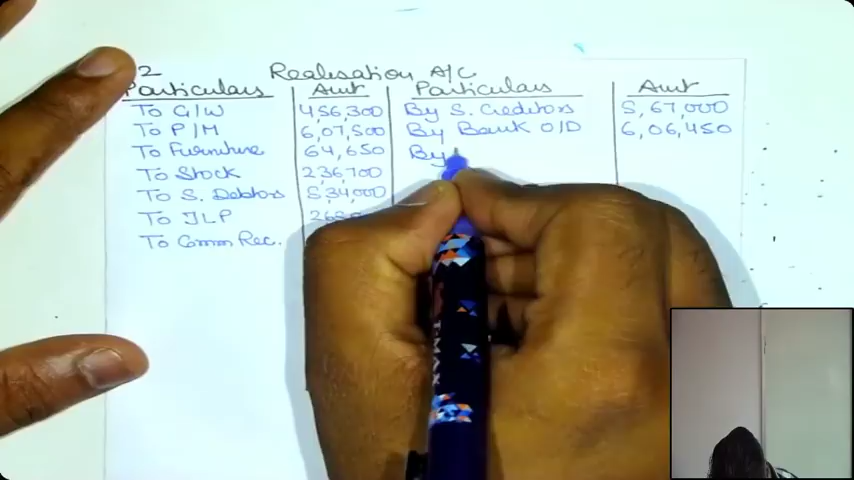 2 Realisation A/C
Particulars Amt Particulars Amt
To G/W 4,56,300 By S. Creditors 5,67,000
To P/M 6,07,500 By Bank O/D 6,06,450
To Furniture 64,650 By
To Stock 2,36,700
To S. Debtors 5,34,000
To JLP
To Comm Rec.